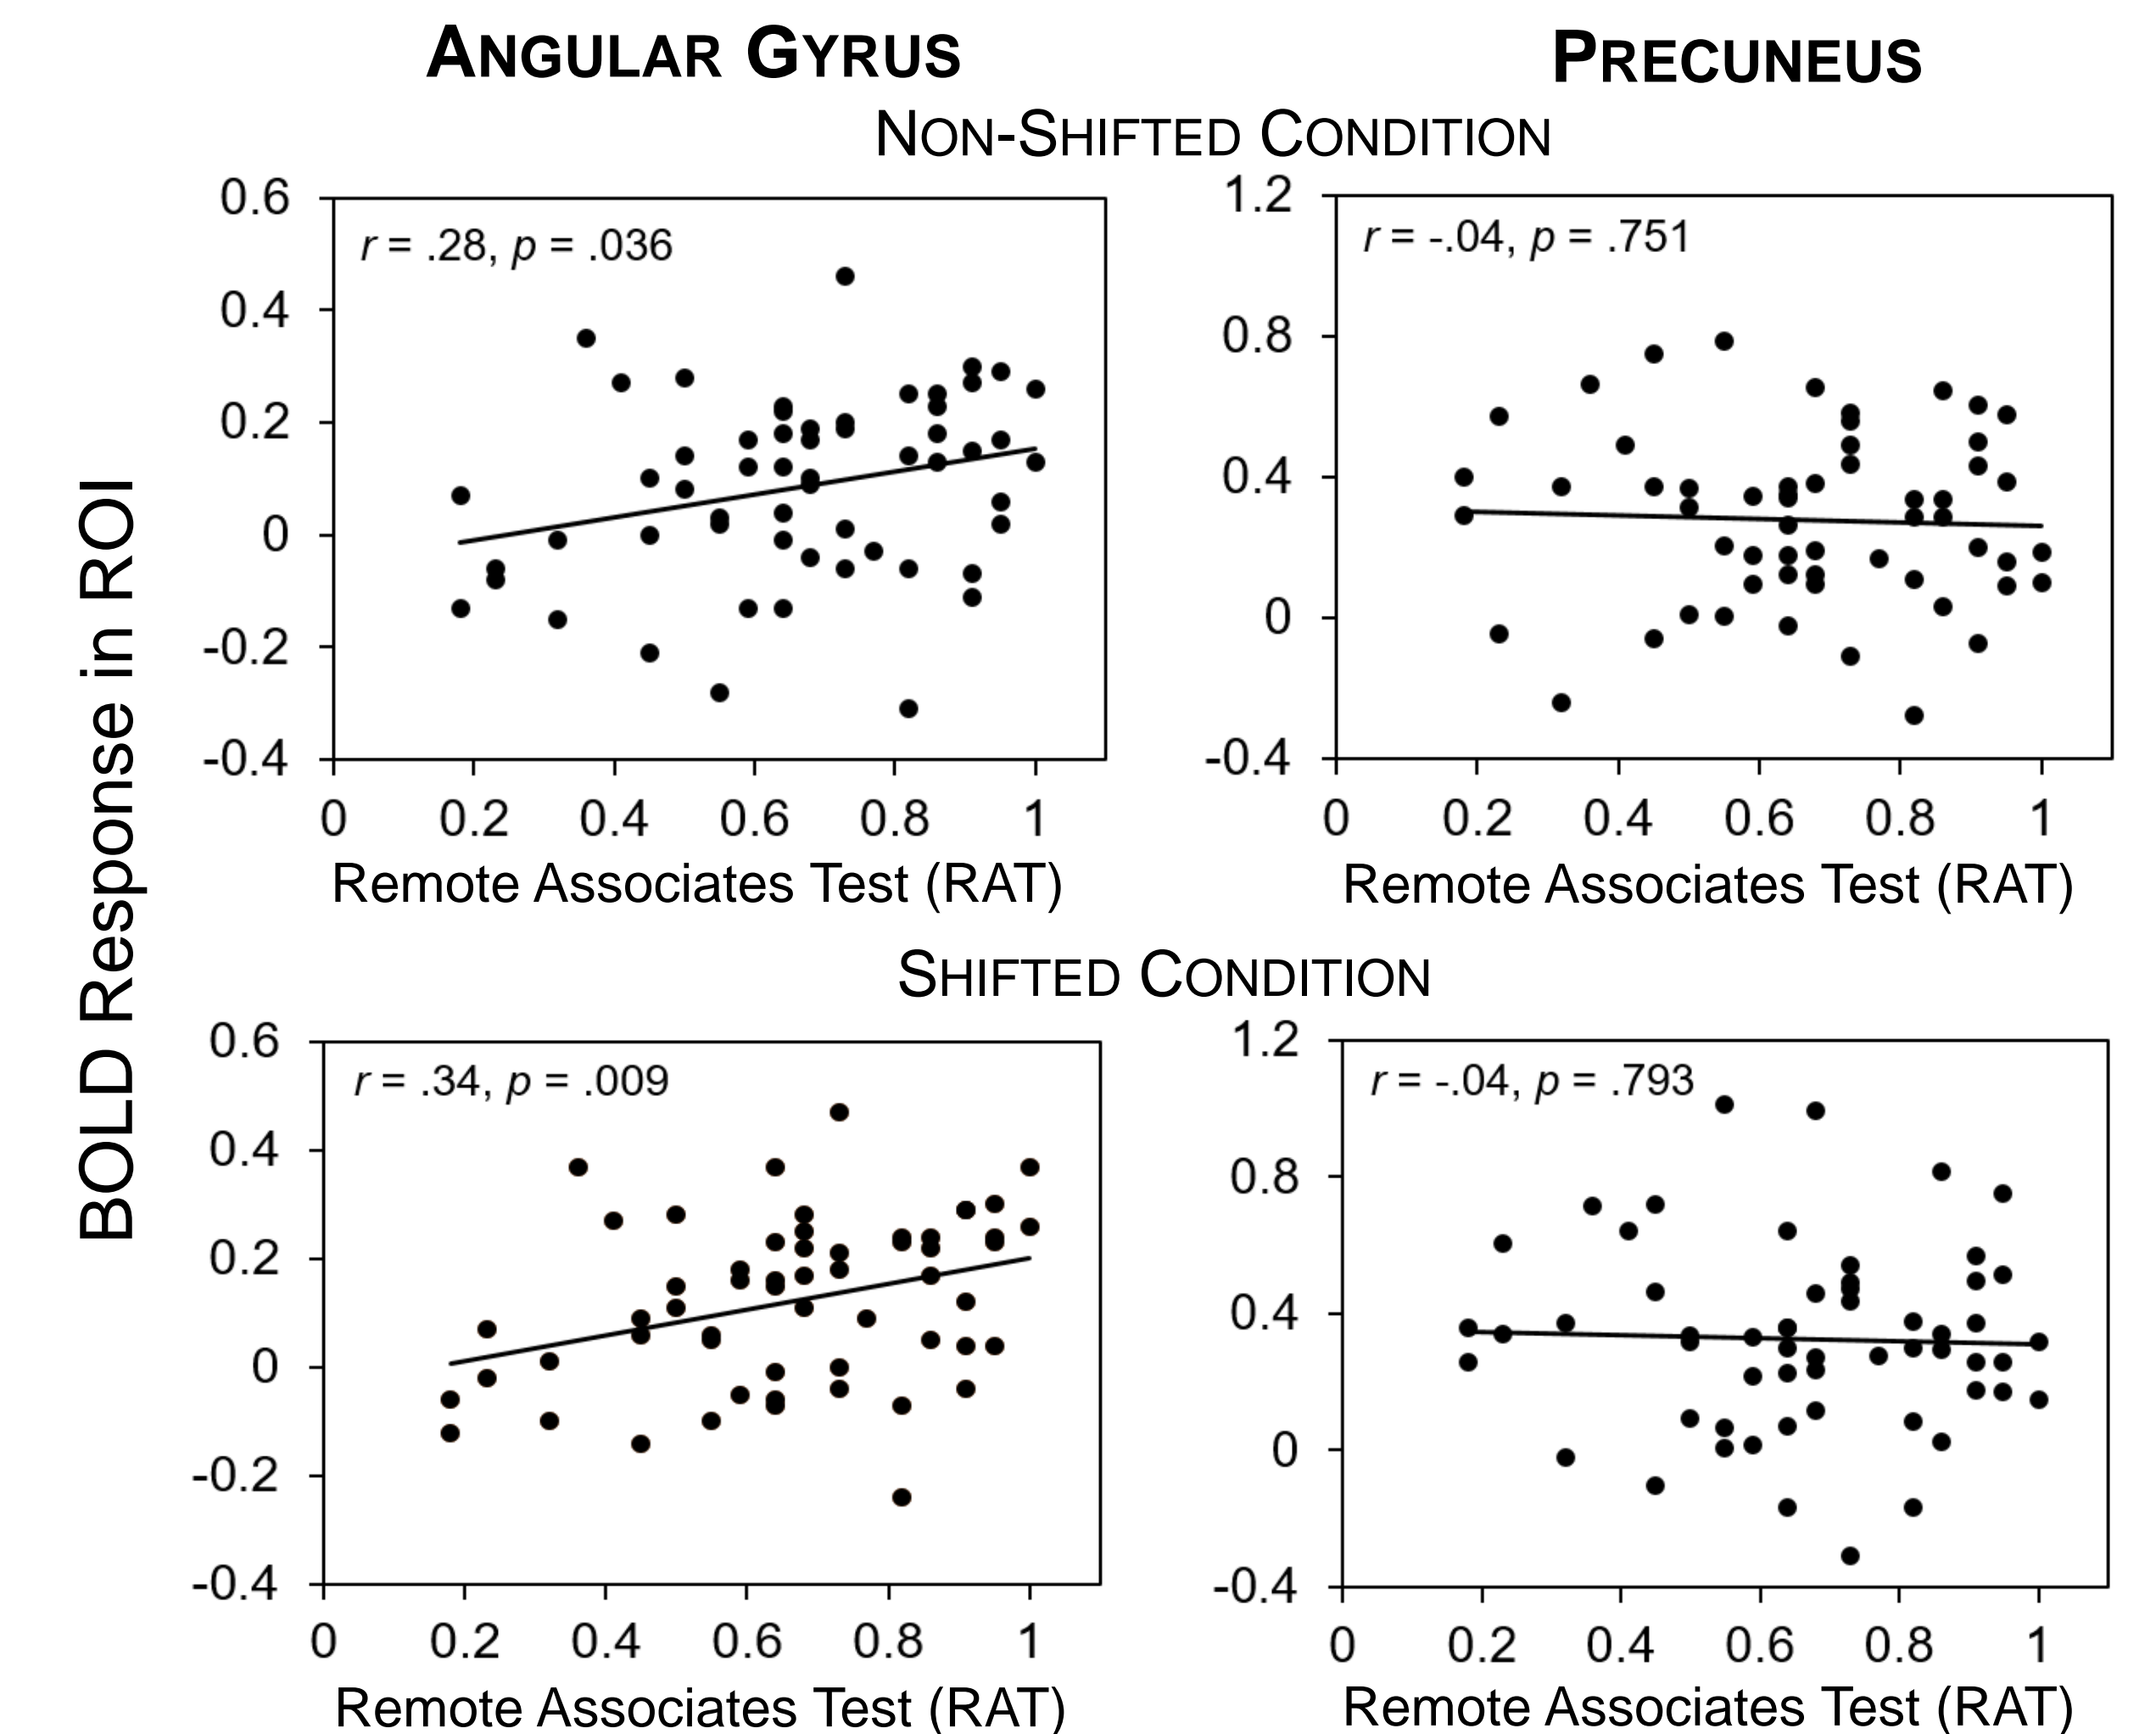 ANGULAR GYRUS
PRECUNEUS
NON-SHIFTED CONDITION
BOLD Response in ROI
r = .28, p = .036
0.6
0.4
0.2
0
-0.2
-0.4
0 0.2 0.4 0.6 0.8 1
Remote Associates Test (RAT)
r = -.04, p = .751
1.2
0.8
0.4
0
-0.4
0 0.2 0.4 0.6 0.8 1
Remote Associates Test (RAT)
SHIFTED CONDITION
r = .34, p = .009
0.6
0.4
0.2
0
-0.2
-0.4
0 0.2 0.4 0.6 0.8 1
Remote Associates Test (RAT)
r = -.04, p = .793
1.2
0.8
0.4
0
-0.4
0 0.2 0.4 0.6 0.8 1
Remote Associates Test (RAT)